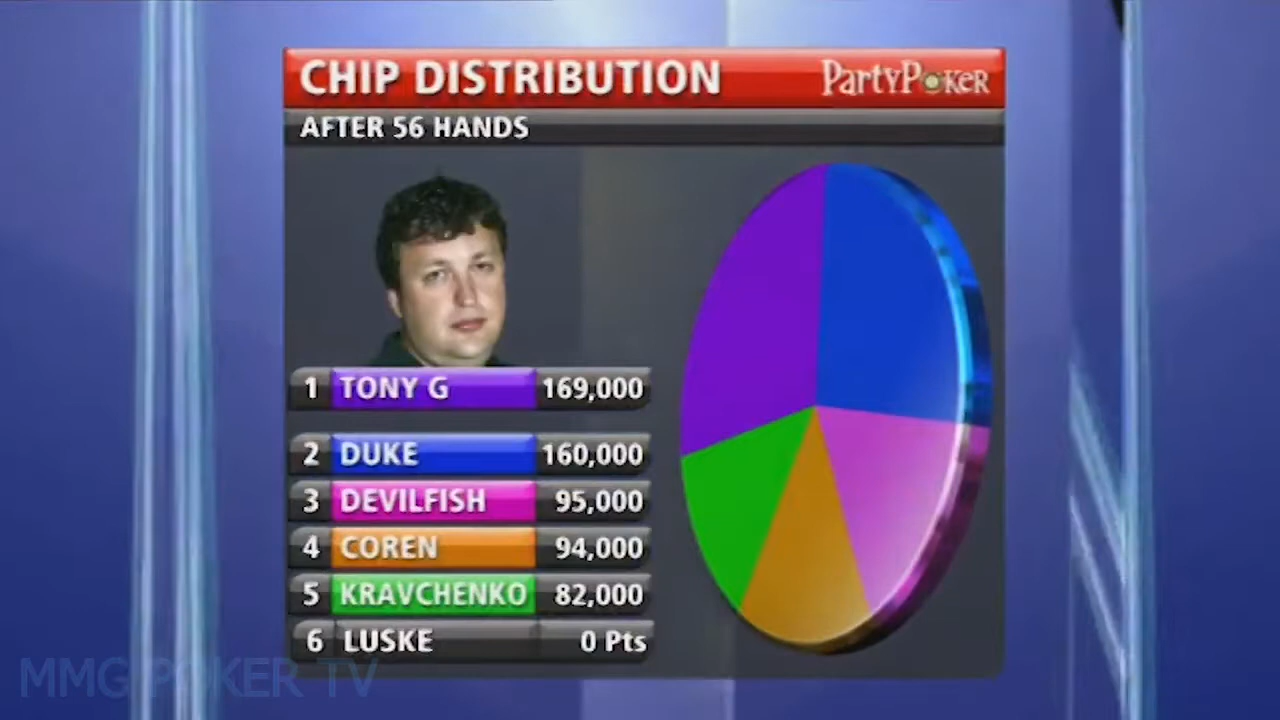 CHIP DISTRIBUTION PartyPoker
AFTER 56 HANDS
1 TONY G 169,000
2 DUKE 160,000
3 DEVILFISH 95,000
4 COREN 94,000
5 KRAVCHENKO 82,000
6 LUSKE 0 Pts
MMG POKER TV